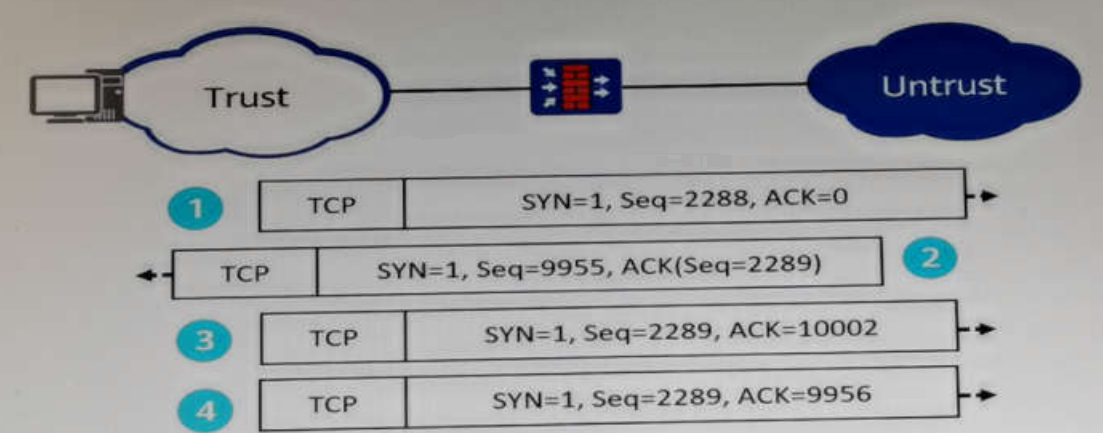 Trust
Untrust
1 TCP SYN=1, Seq=2288, ACK=0
TCP SYN=1, Seq=9955, ACK(Seq=2289) 2
3 TCP SYN=1, Seq=2289, ACK=10002
4 TCP SYN=1, Seq=2289, ACK=9956